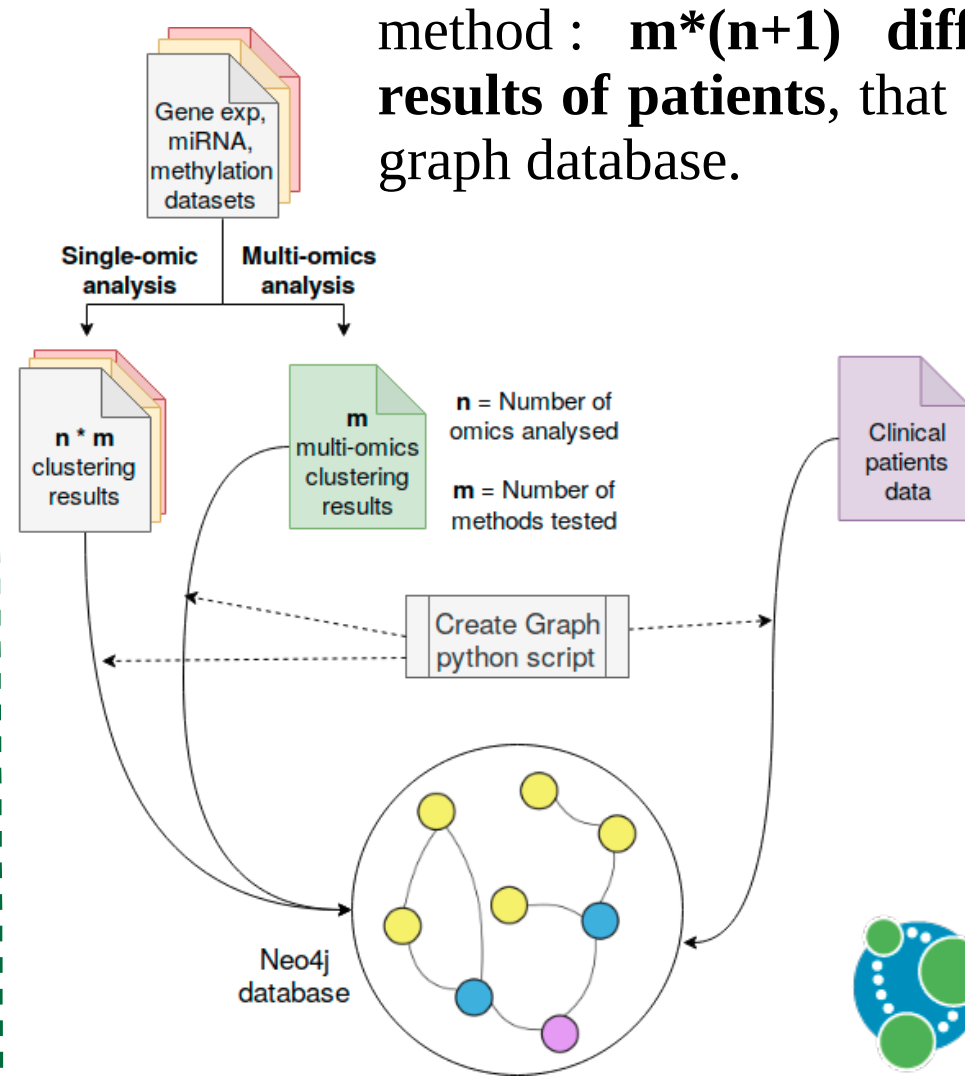 method : m*(n+1)
results of patients, that
graph database.
Gene exp,
miRNA,
methylation
datasets
Single-omic
analysis
Multi-omics
analysis
n * m
clustering
results
m
multi-omics
clustering
results
n = Number of
omics analysed
m = Number of
methods tested
Clinical
patients
data
Create Graph
python script
Neo4j
database